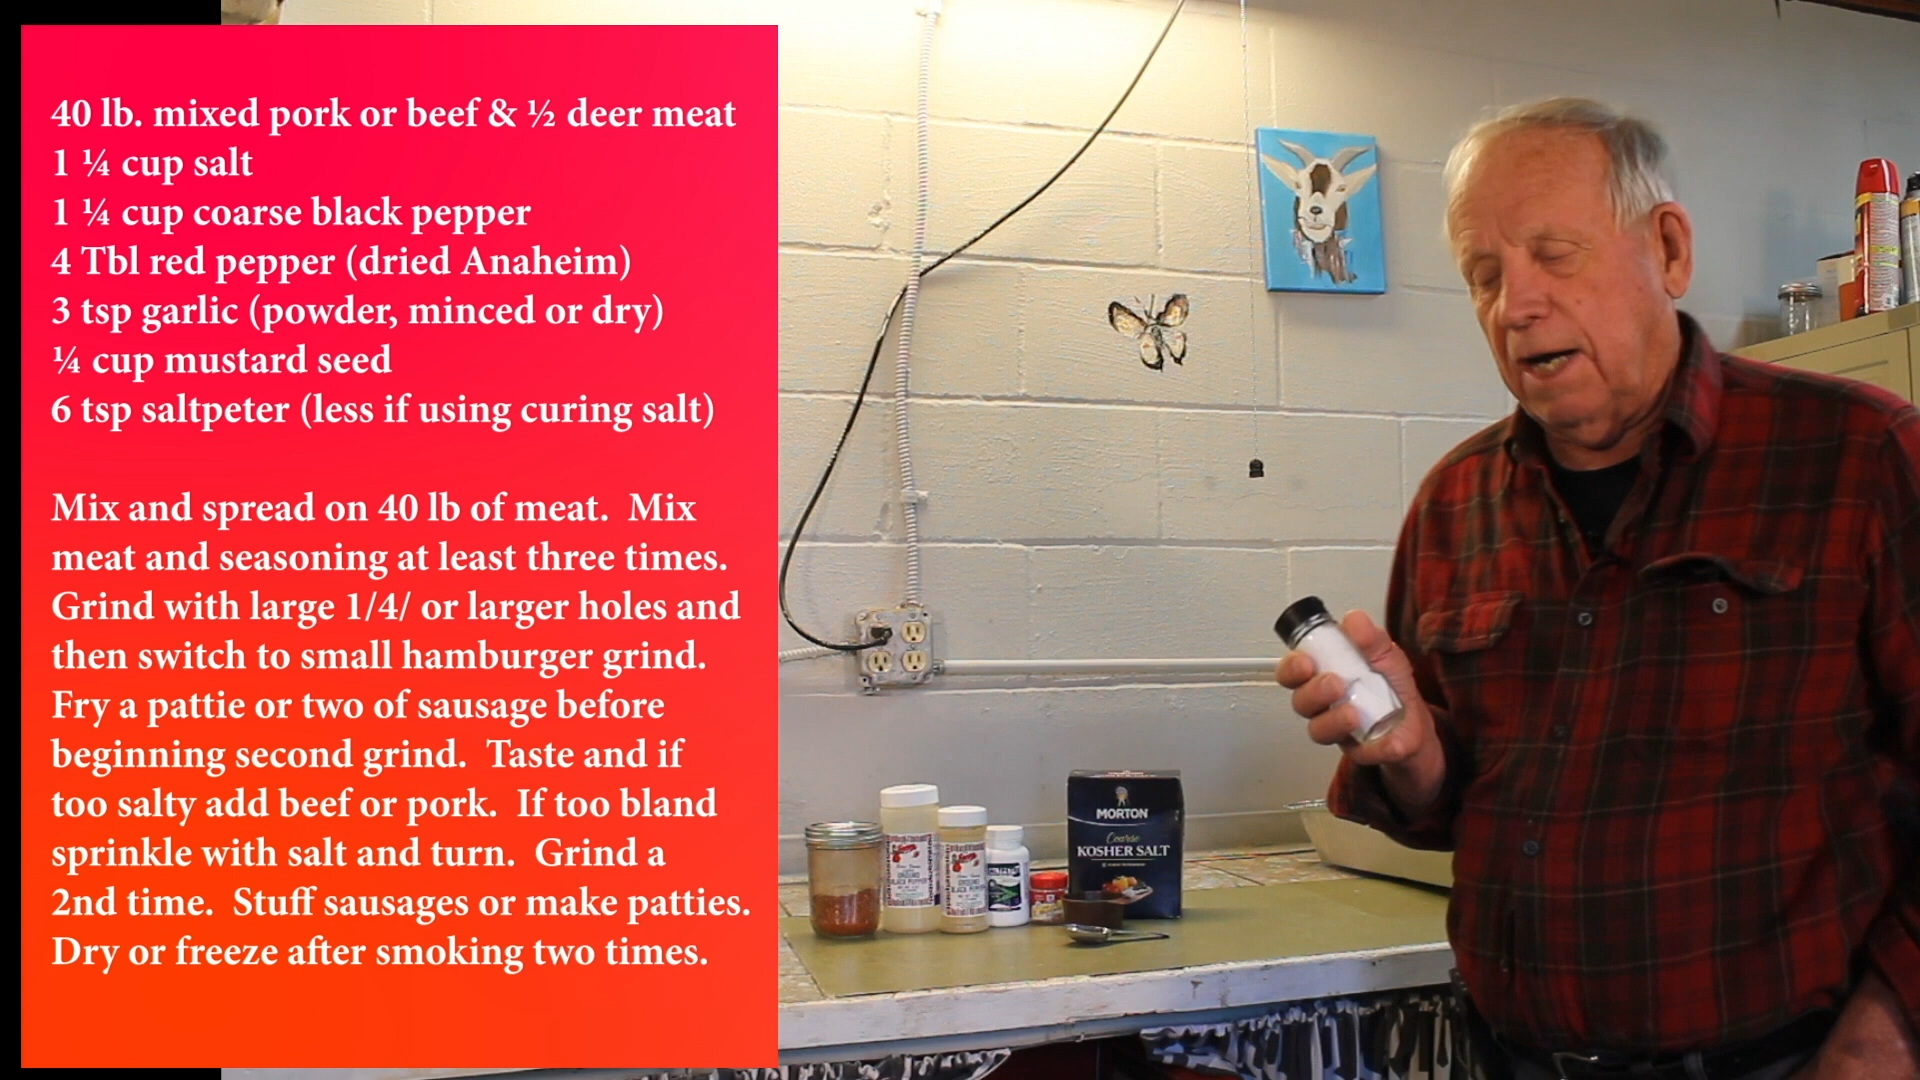 40 lb. mixed pork or beef & ½ deer meat
1 ¼ cup salt
1 ¼ cup coarse black pepper
4 Tbl red pepper (dried Anaheim)
3 tsp garlic (powder, minced or dry)
¼ cup mustard seed
6 tsp saltpeter (less if using curing salt)
Mix and spread on 40 lb of meat.  Mix
meat and seasoning at least three times.
Grind with large 1/4/ or larger holes and
then switch to small hamburger grind.
Fry a pattie or two of sausage before
beginning second grind.  Taste and if
too salty add beef or pork.  If too bland
sprinkle with salt and turn.  Grind a
2nd time.  Stuff sausages or make patties.
Dry or freeze after smoking two times.
MORTON
Coarse
KOSHER SALT
GROUND
BLACK PEPPER
GROUND
BLACK PEPPER